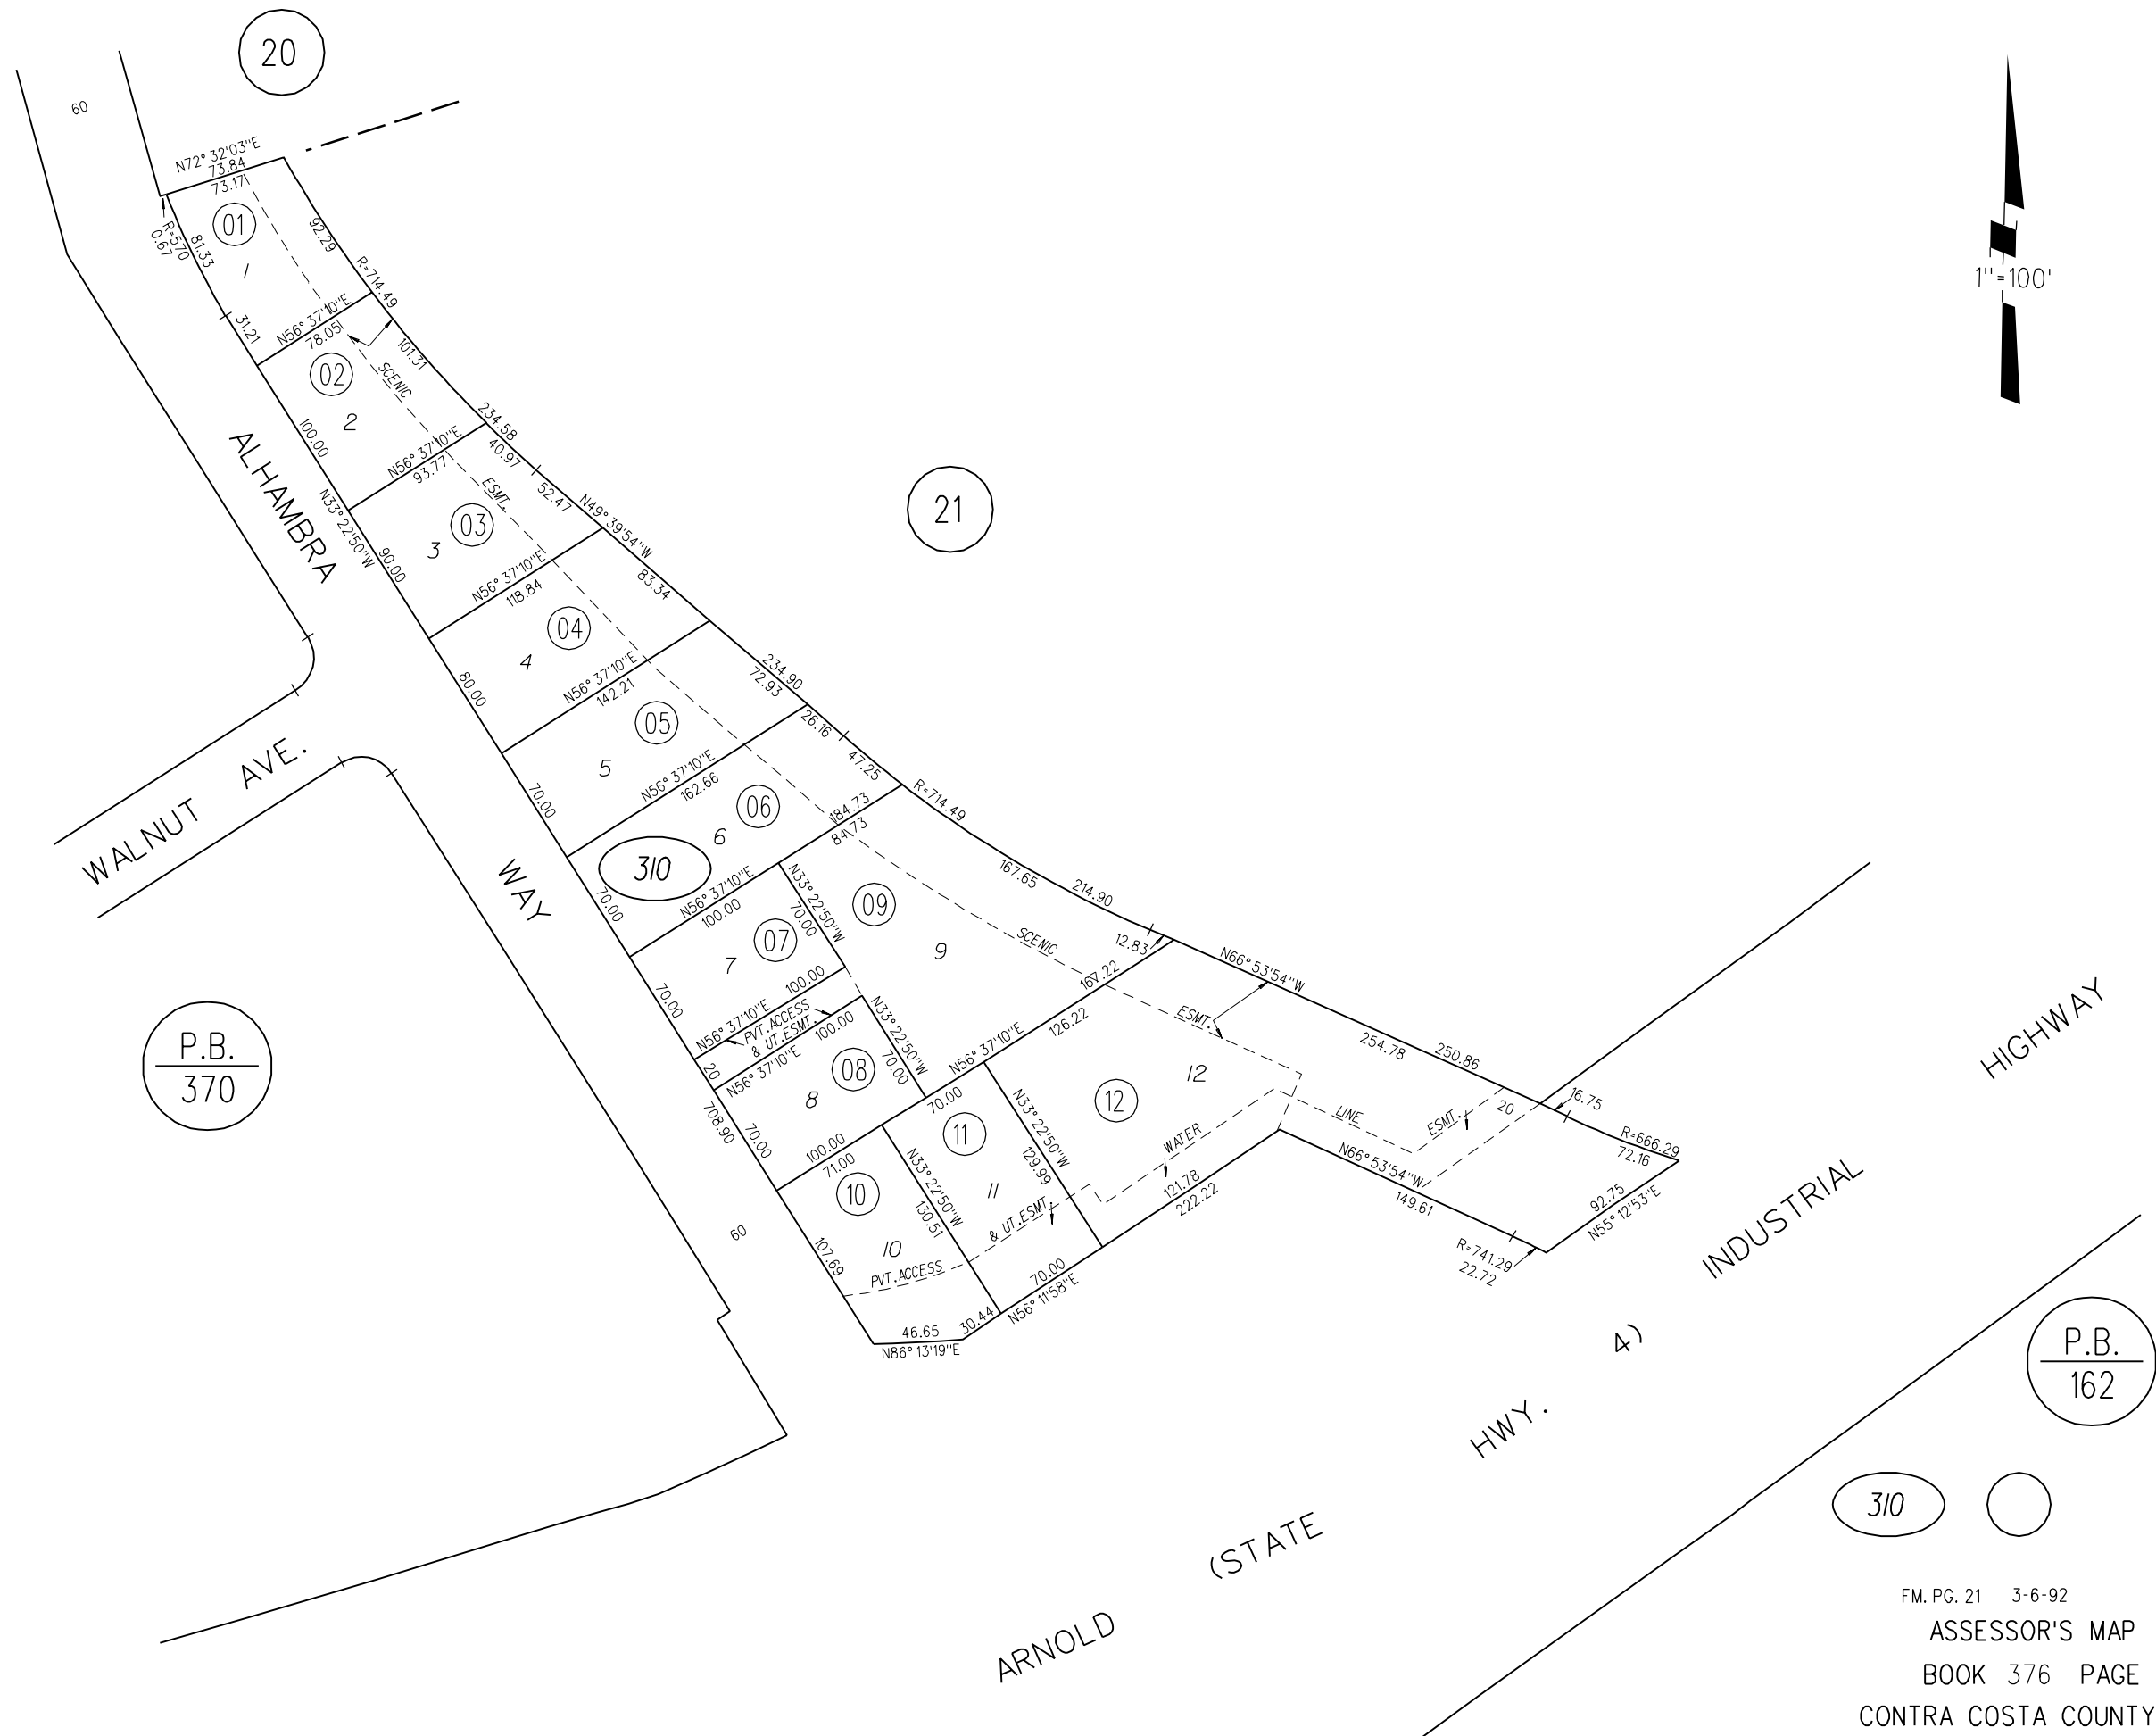 20
60
N72° 32'03"E
73.84
73.17
R=570
0.67
81.33
01
1
92.29
R=714.49
1"=100'
31.21
N56° 37'10"E
78.05
02
2
101.31
SCENIC
100.00
ALHAMBRA
N33° 22'50"W
N56° 37'10"E
93.77
234.58
40.97
52.47
ESMT.
N49° 39'54"W
21
03
3
90.00
N56° 37'10"E
118.84
83.34
04
4
80.00
N56° 37'10"E
142.21
234.90
72.93
05
5
70.00
26.16
47.25
N56° 37'10"E
162.66
06
6
WALNUT AVE.
WAY
310
184.73
84.73
R=714.49
70.00
N56° 37'10"E
100.00
N33° 22'50"W
70.00
167.65
214.90
09
9
07
7
SCENIC
12.83
N66° 53'54"W
70.00
100.00
N56° 37'10"E
PVT.ACCESS
& UT.ESMT.
100.00
N56° 37'10"E
20
708.90
N33° 22'50"W
70.00
08
8
167.22
126.22
ESMT.
254.78
250.86
HIGHWAY
P.B.
370
N56° 37'10"E
70.00
12
12
11
11
N33° 22'50"W
129.99
WATER
LINE
ESMT.
20
16.75
R=666.29
72.16
70.00
100.00
71.00
N33° 22'50"W
130.51
10
10
121.78
222.22
N66° 53'54"W
149.61
92.75
N55° 12'53"E
INDUSTRIAL
60
107.69
PVT.ACCESS
& UT.ESMT.
70.00
N56° 11'58"E
R=741.29
22.72
46.65
30.44
N86° 13'19"E
P.B.
162
ARNOLD (STATE HWY. 4)
310
FM. PG. 21 3-6-92
ASSESSOR'S MAP
BOOK 376 PAGE
CONTRA COSTA COUNTY